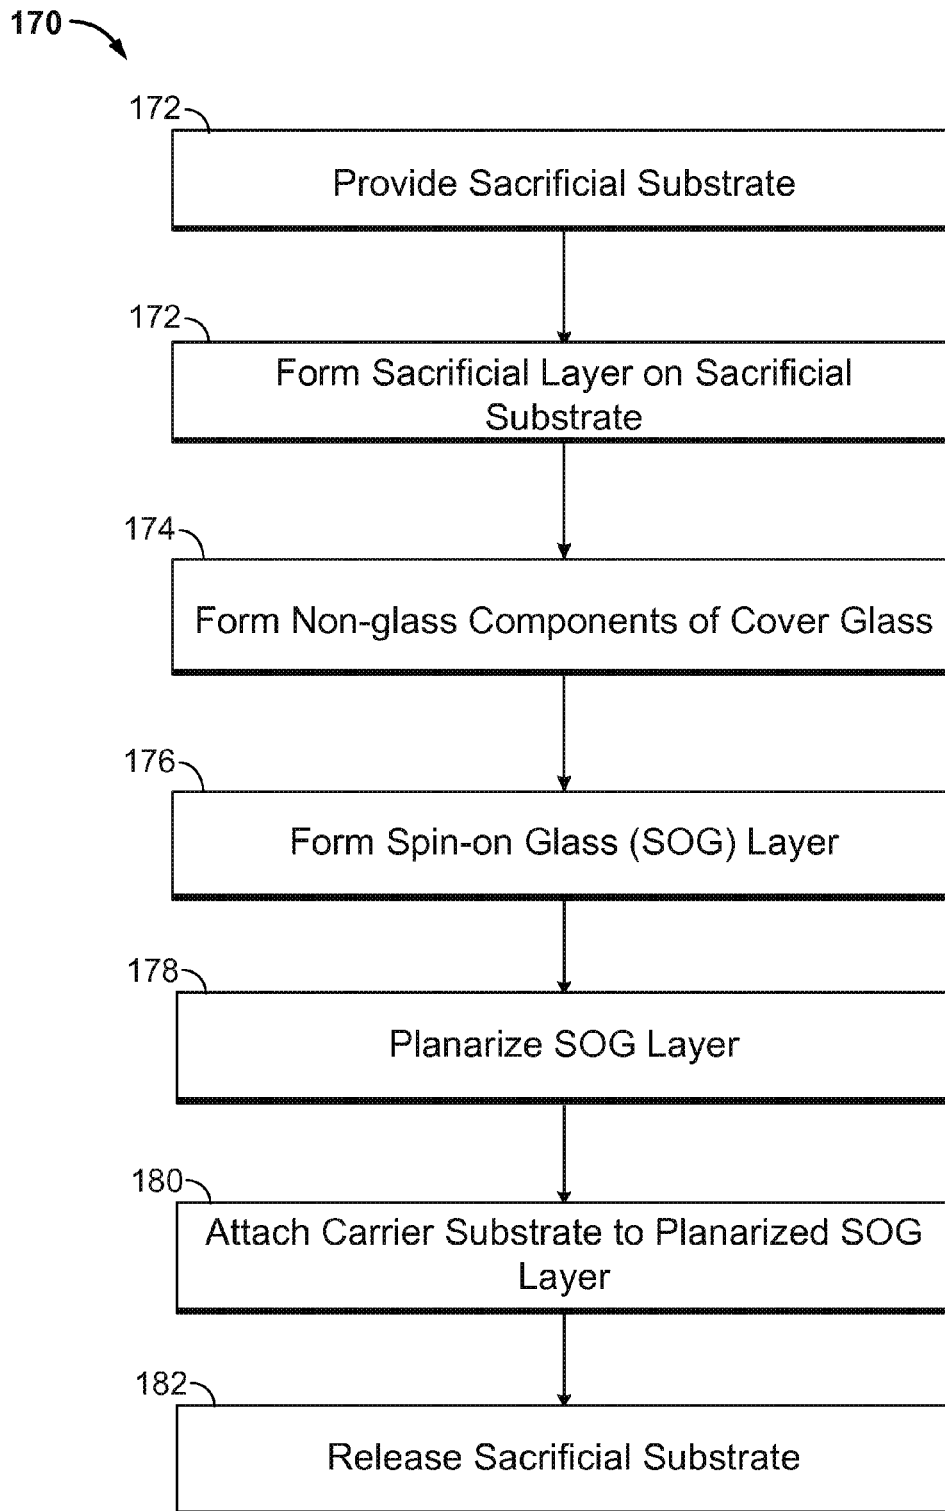 170
172
Provide Sacrificial Substrate
172
Form Sacrificial Layer on Sacrificial
Substrate
174
Form Non-glass Components of Cover Glass
176
Form Spin-on Glass (SOG) Layer
178
Planarize SOG Layer
180
Attach Carrier Substrate to Planarized SOG
Layer
182
Release Sacrificial Substrate